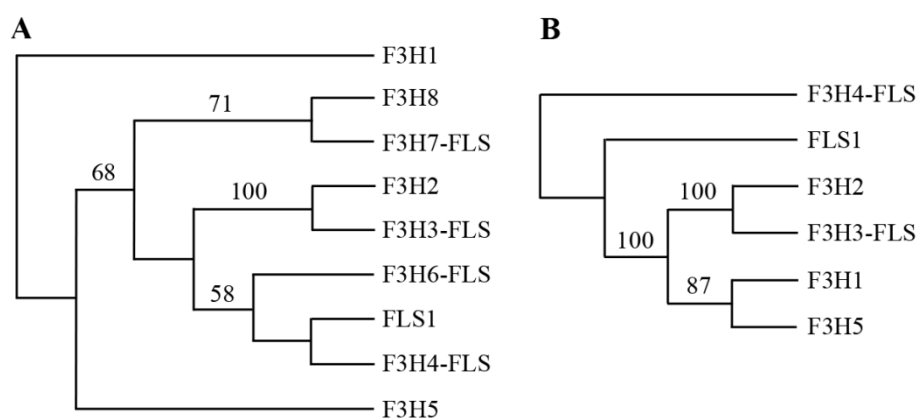 A
F3H1
F3H8
71
F3H7-FLS
68
F3H2
100
F3H3-FLS
F3H6-FLS
58
FLS1
F3H4-FLS
F3H5
B
F3H4-FLS
FLS1
F3H2
100
F3H3-FLS
100
F3H1
87
F3H5